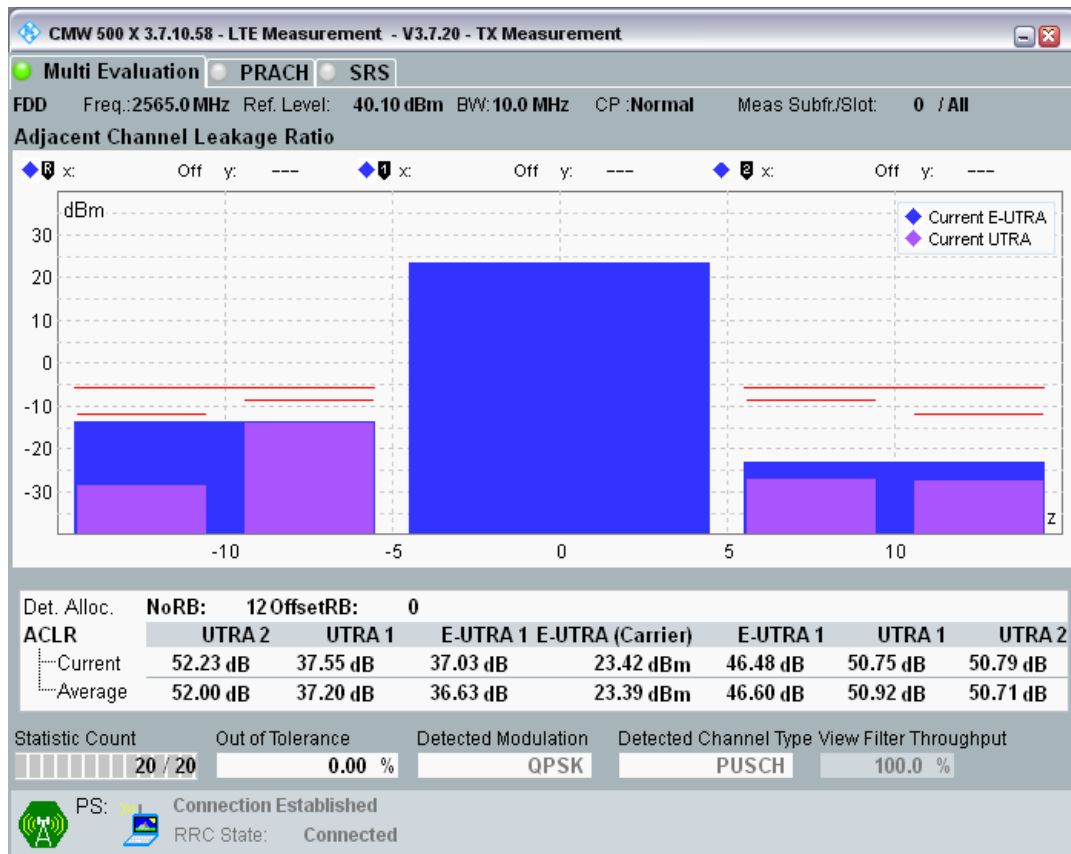 CMW 500 X 3.7.10.58 - LTE Measurement - V3.7.20 - TX Measurement
Multi Evaluation PRACH SRS
FDD Freq.:2565.0 MHz Ref. Level: 40.10 dBm BW:10.0 MHz CP :Normal Meas Subfr./Slot: 0 / All
Adjacent Channel Leakage Ratio
R x: Off y: --- 1 x: Off y: --- 2 x: Off y: ---
dBm
Current E-UTRA
Current UTRA
30
20
10
0
-10
-20
-30
z
-10 -5 0 5 10
Det. Alloc. NoRB: 12 OffsetRB: 0
ACLR UTRA 2 UTRA 1 E-UTRA 1 E-UTRA (Carrier) E-UTRA 1 UTRA 1 UTRA 2
Current 52.23 dB 37.55 dB 37.03 dB 23.42 dBm 46.48 dB 50.75 dB 50.79 dB
Average 52.00 dB 37.20 dB 36.63 dB 23.39 dBm 46.60 dB 50.92 dB 50.71 dB
Statistic Count Out of Tolerance Detected Modulation Detected Channel Type View Filter Throughput
20 / 20 0.00 % QPSK PUSCH 100.0 %
PS: Connection Established
RRC State: Connected